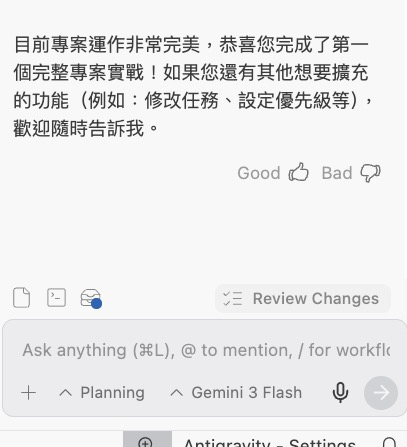 目前專案運作非常完美，恭喜您完成了第一
個完整專案實戰！如果您還有其他想要擴充
的功能（例如：修改任務、設定優先級等），
歡迎隨時告訴我。
Good Bad
Review Changes
Ask anything (⌘L), @ to mention, / for workflo
Planning Gemini 3 Flash
Antigravity - Settings